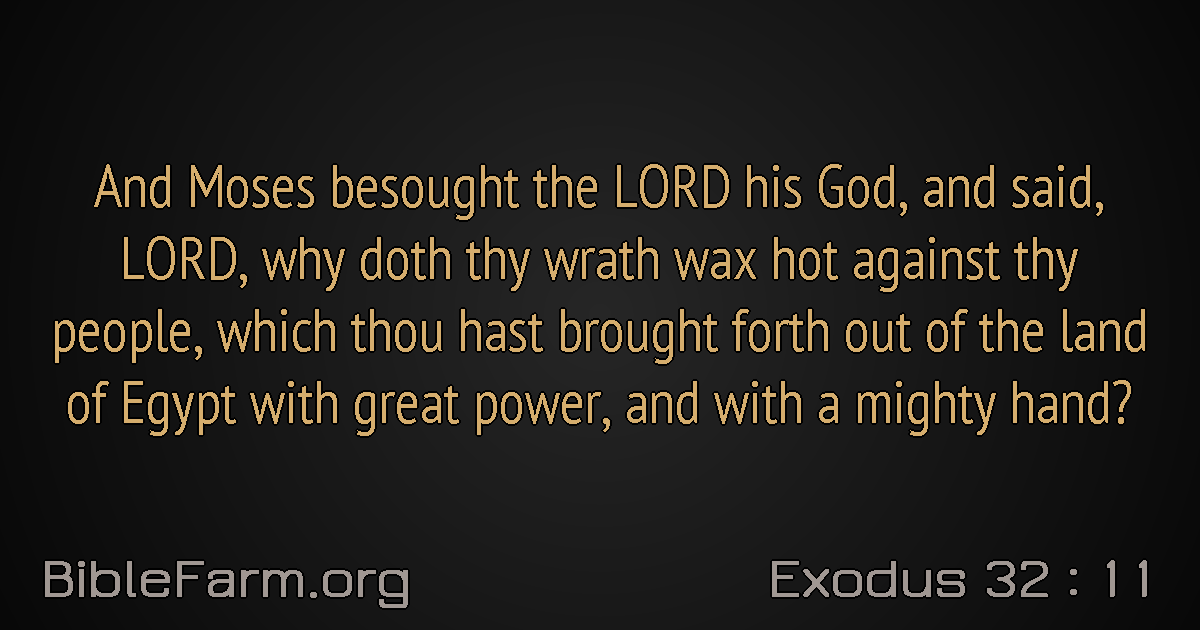 And Moses besought the LORD his God, and said,
LORD, why doth thy wrath wax hot against thy
people, which thou hast brought forth out of the land
of Egypt with great power, and with a mighty hand?
BibleFarm.org
Exodus 32 : 11